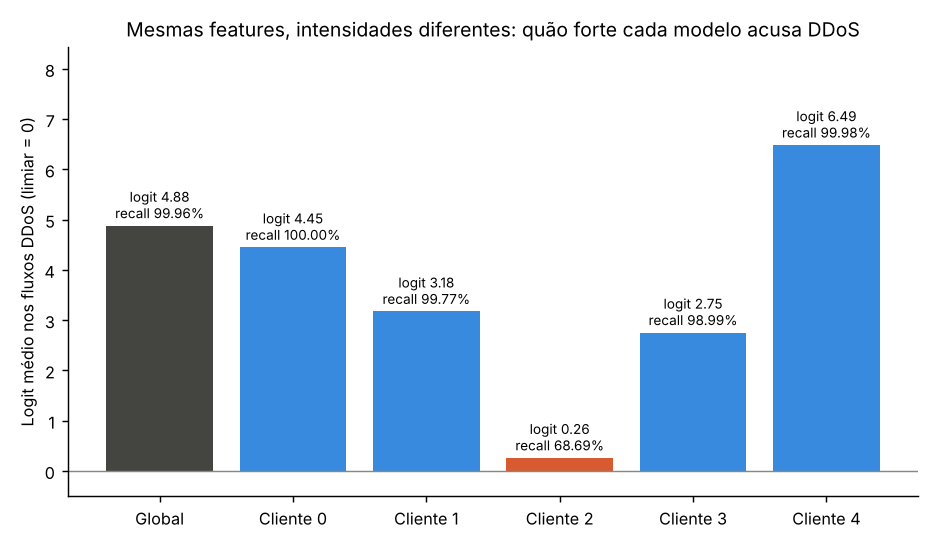 Mesmas features, intensidades diferentes: quão forte cada modelo acusa DDoS
Logit médio nos fluxos DDoS (limiar = 0)
8
7
6
5
4
3
2
1
0
logit 4.88
recall 99.96%
logit 4.45
recall 100.00%
logit 3.18
recall 99.77%
logit 0.26
recall 68.69%
logit 2.75
recall 98.99%
logit 6.49
recall 99.98%
Global
Cliente 0
Cliente 1
Cliente 2
Cliente 3
Cliente 4